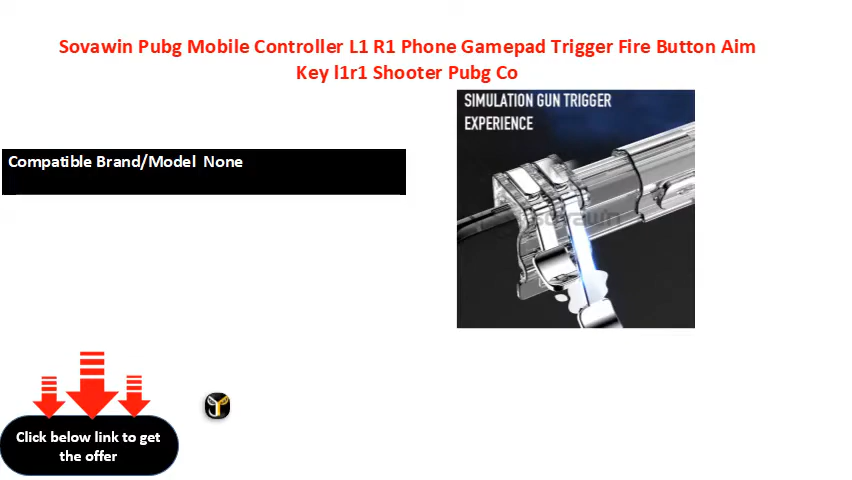 Sovawin Pubg Mobile Controller L1 R1 Phone Gamepad Trigger Fire Button Aim
Key l1r1 Shooter Pubg Co
SIMULATION GUN TRIGGER
EXPERIENCE
Compatible Brand/Model  None
sovawin
Click below link to get
the offer